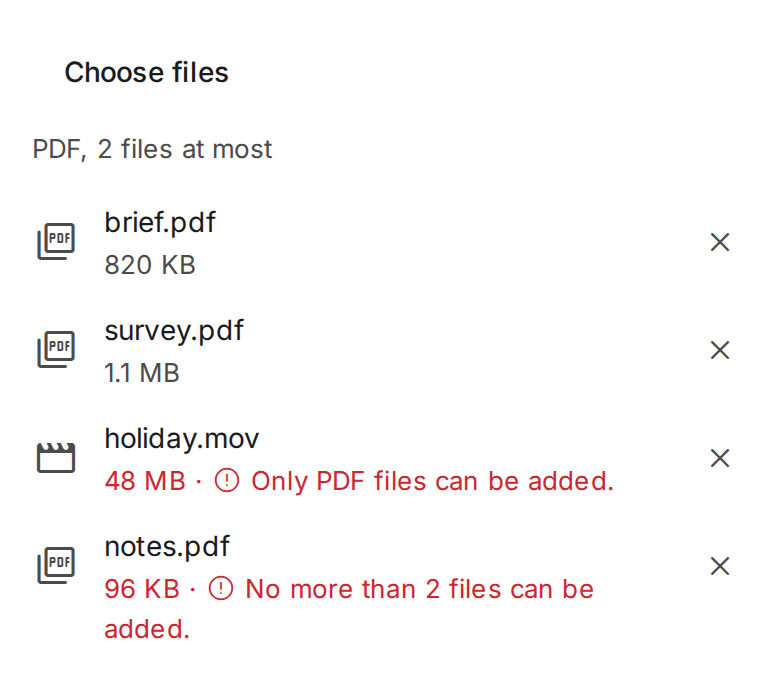 Choose files
PDF, 2 files at most
PDF
brief.pdf
820 KB
PDF
survey.pdf
1.1 MB
holiday.mov
48 MB · Only PDF files can be added.
PDF
notes.pdf
96 KB · No more than 2 files can be
added.